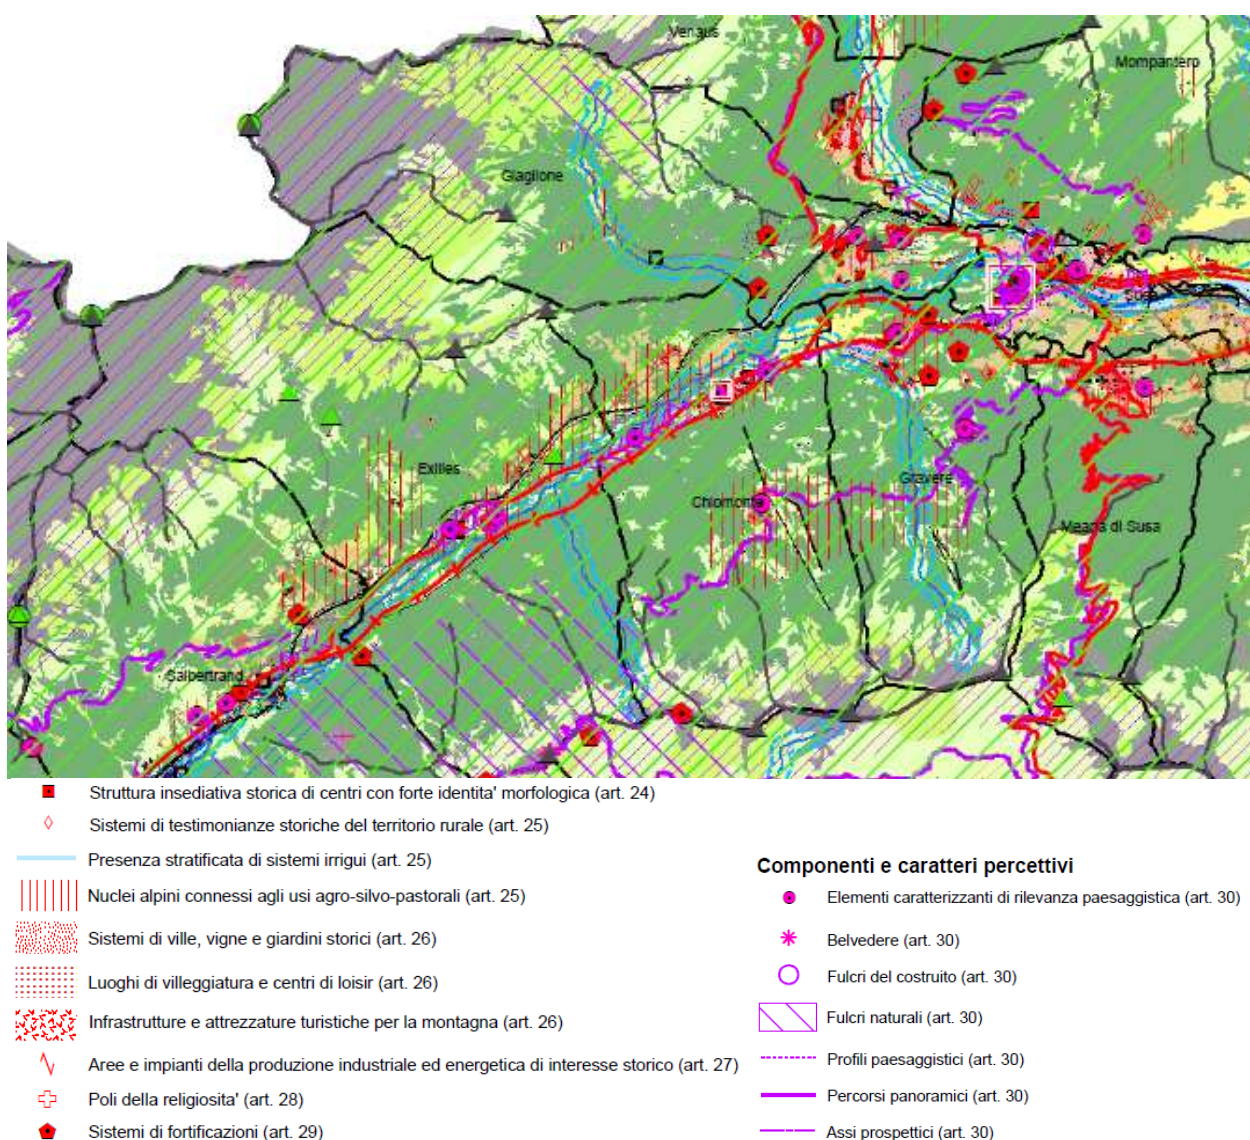 Venaus
Mompantero
Giaglione
Susa
Exilles
Chiomonte
Gravere
Meana di Susa
Salbertrand
Struttura insediativa storica di centri con forte identita' morfologica (art. 24)
Sistemi di testimonianze storiche del territorio rurale (art. 25)
Presenza stratificata di sistemi irrigui (art. 25)
Nuclei alpini connessi agli usi agro-silvo-pastorali (art. 25)
Sistemi di ville, vigne e giardini storici (art. 26)
Luoghi di villeggiatura e centri di loisir (art. 26)
Infrastrutture e attrezzature turistiche per la montagna (art. 26)
Aree e impianti della produzione industriale ed energetica di interesse storico (art. 27)
Poli della religiosita' (art. 28)
Sistemi di fortificazioni (art. 29)
Componenti e caratteri percettivi
Elementi caratterizzanti di rilevanza paesaggistica (art. 30)
Belvedere (art. 30)
Fulcri del costruito (art. 30)
Fulcri naturali (art. 30)
Profili paesaggistici (art. 30)
Percorsi panoramici (art. 30)
Assi prospettici (art. 30)